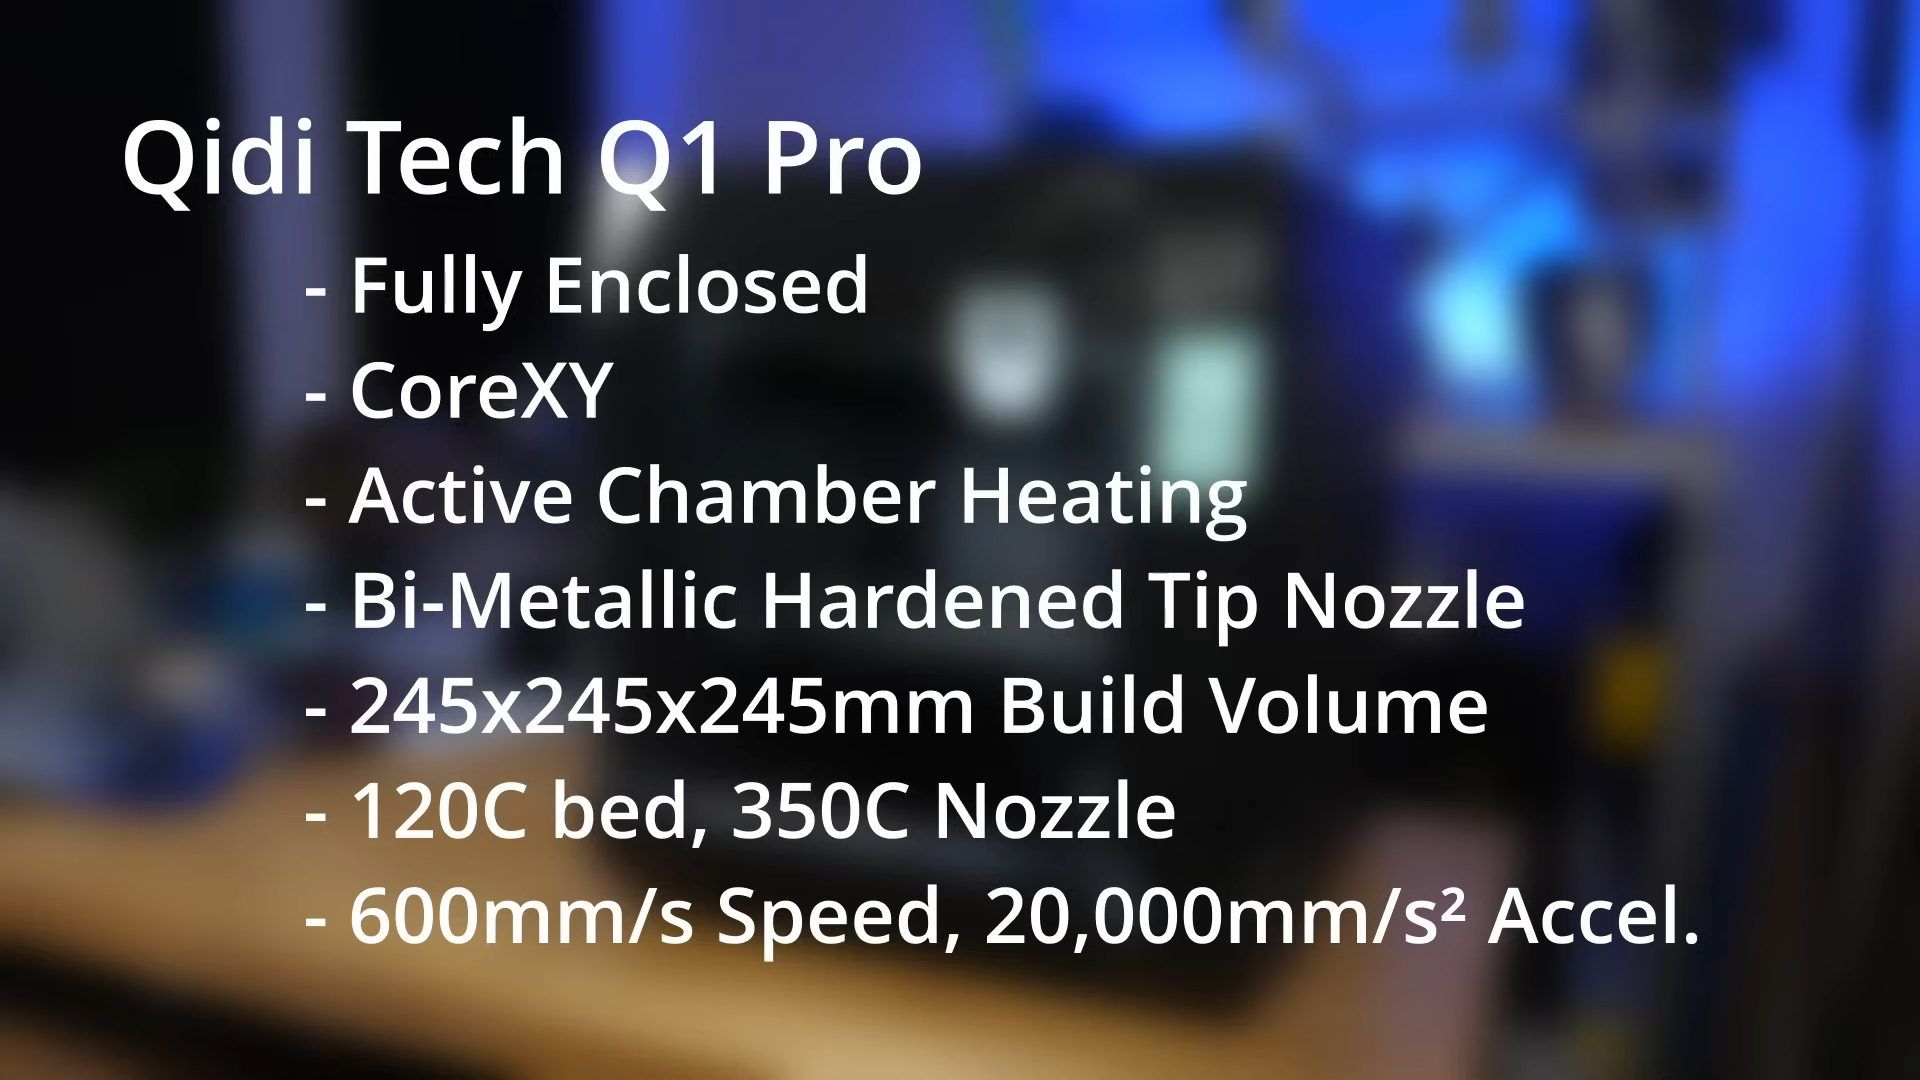 Qidi Tech Q1 Pro
- Fully Enclosed
- CoreXY
- Active Chamber Heating
- Bi-Metallic Hardened Tip Nozzle
- 245x245x245mm Build Volume
- 120C bed, 350C Nozzle
- 600mm/s Speed, 20,000mm/s² Accel.